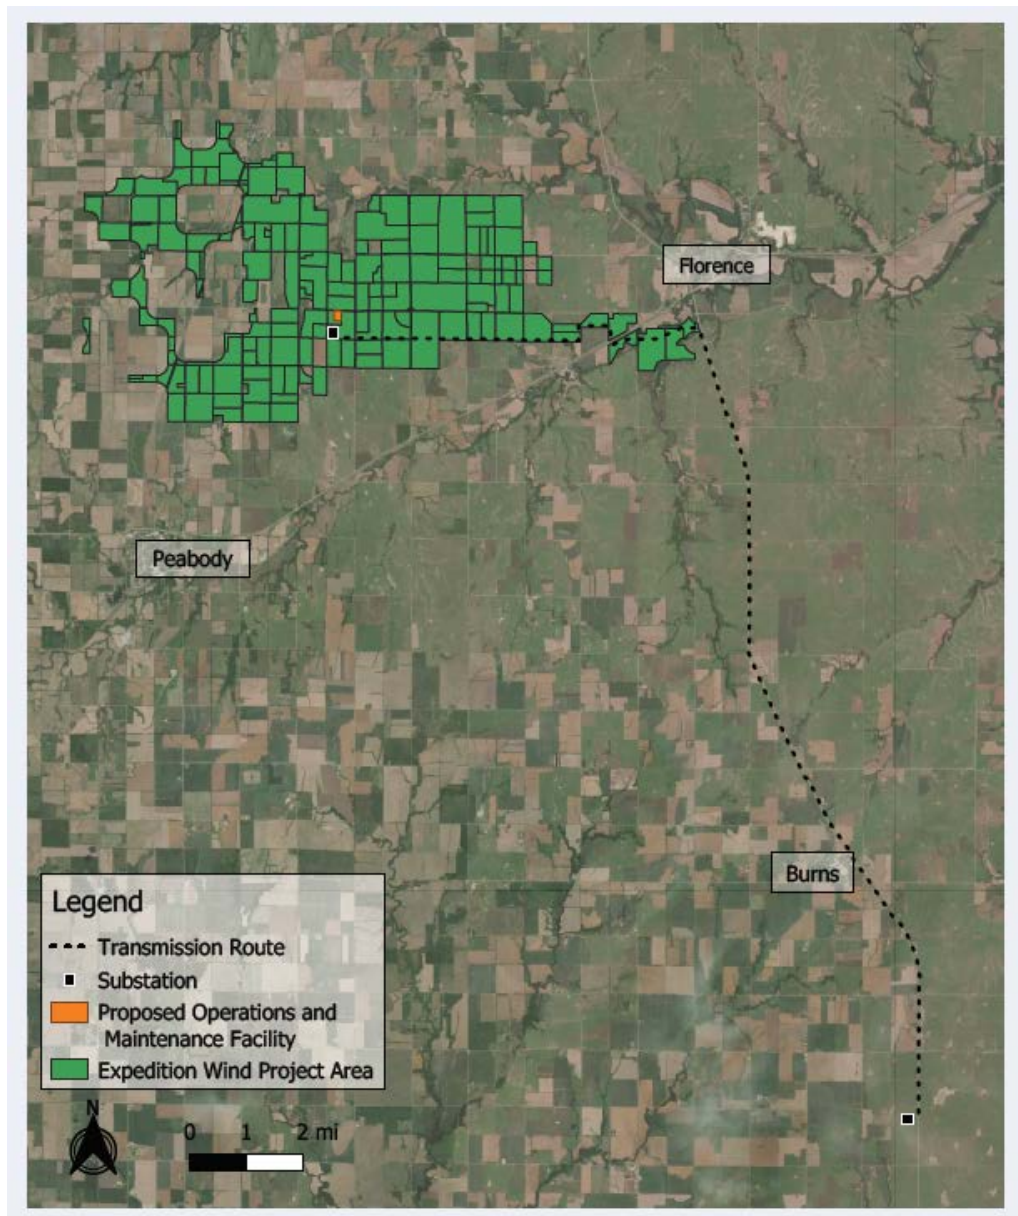 Florence
Peabody
Burns
Legend
Transmission Route
Substation
Proposed Operations and
Maintenance Facility
Expedition Wind Project Area
N
0 1 2 mi